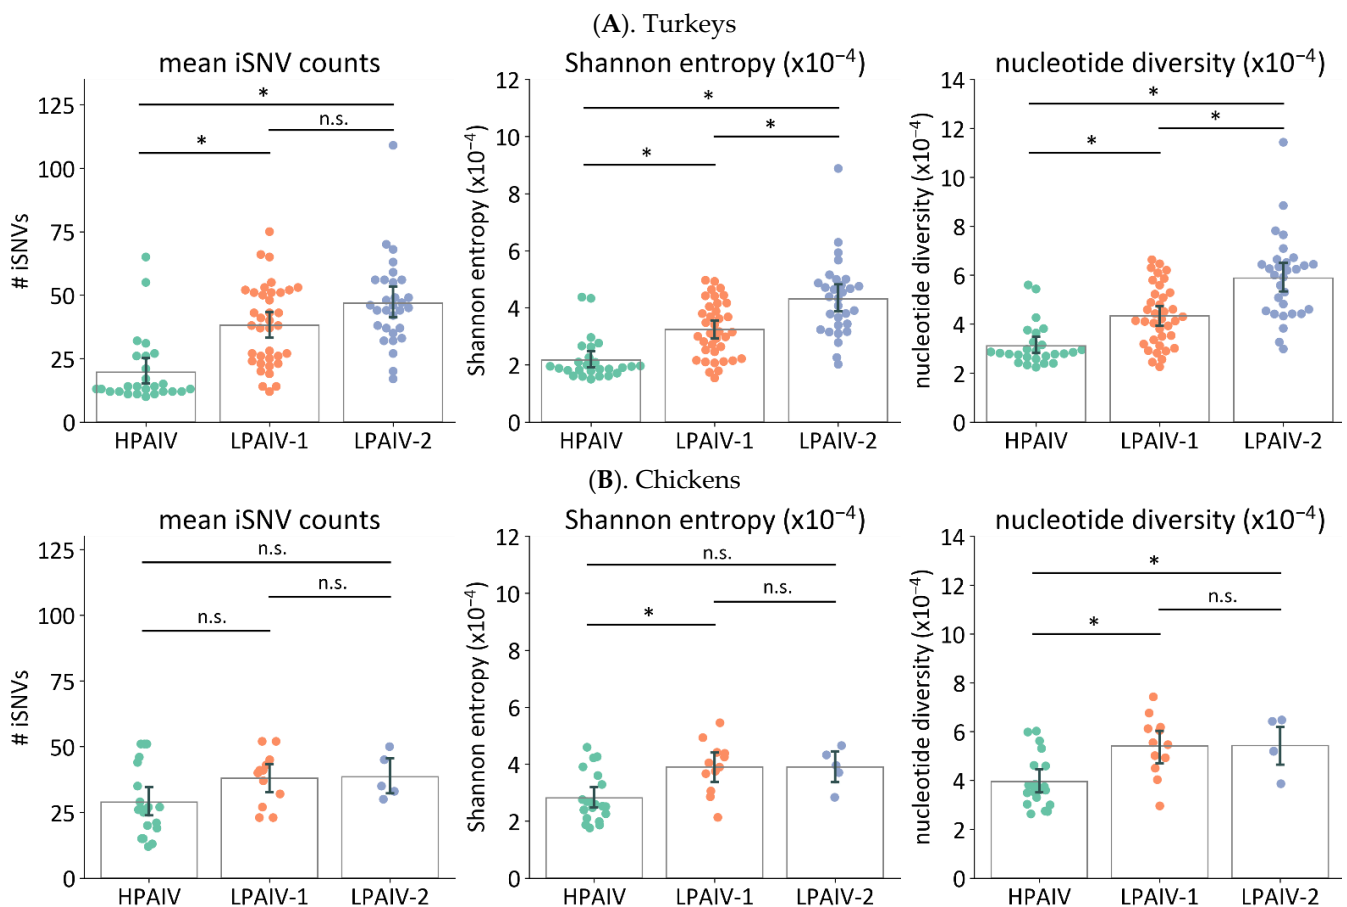 (A). Turkeys
mean iSNV counts
Shannon entropy (x10⁻⁴)
nucleotide diversity (x10⁻⁴)
# iSNVs
125
100
75
50
25
0
*
n.s.
*
HPAIV
LPAIV-1
LPAIV-2
Shannon entropy (x10⁻⁴)
12
10
8
6
4
2
0
*
*
*
HPAIV
LPAIV-1
LPAIV-2
nucleotide diversity (x10⁻⁴)
14
12
10
8
6
4
2
0
*
*
*
HPAIV
LPAIV-1
LPAIV-2
(B). Chickens
mean iSNV counts
Shannon entropy (x10⁻⁴)
nucleotide diversity (x10⁻⁴)
# iSNVs
125
100
75
50
25
0
n.s.
n.s.
n.s.
HPAIV
LPAIV-1
LPAIV-2
Shannon entropy (x10⁻⁴)
12
10
8
6
4
2
0
n.s.
n.s.
*
HPAIV
LPAIV-1
LPAIV-2
nucleotide diversity (x10⁻⁴)
14
12
10
8
6
4
2
0
*
n.s.
*
HPAIV
LPAIV-1
LPAIV-2